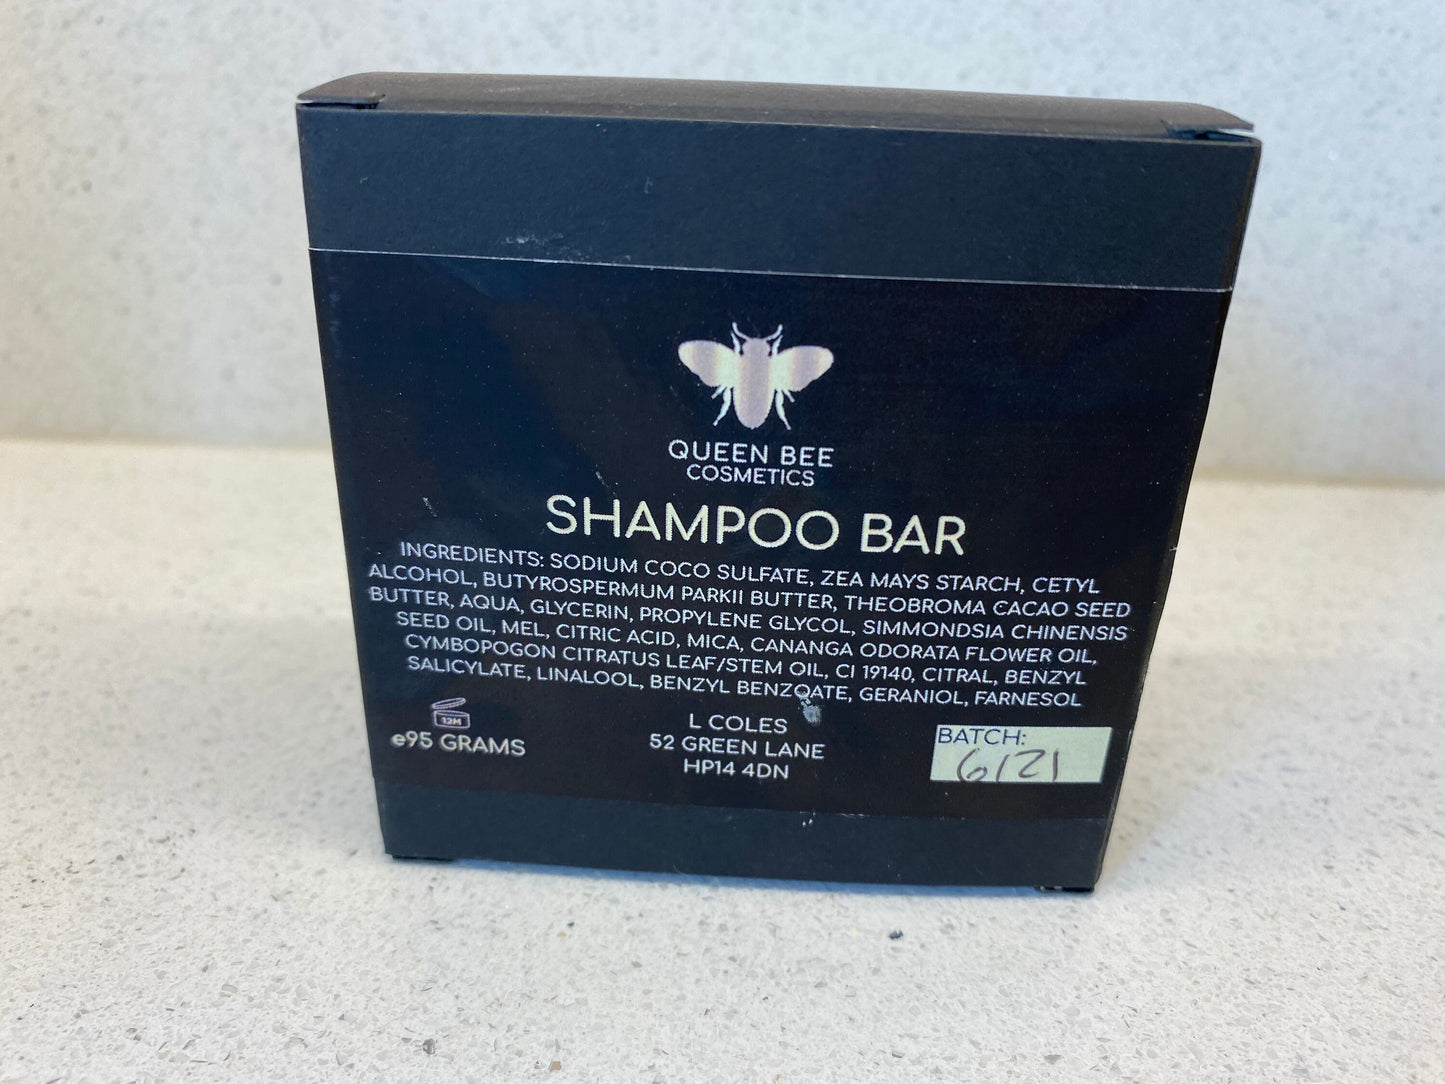 QUEEN BEE
COSMETICS
SHAMPOO BAR
INGREDIENTS: SODIUM COCO SULFATE, ZEA MAYS STARCH, CETYL
ALCOHOL, BUTYROSPERMUM PARKII BUTTER, THEOBROMA CACAO SEED
BUTTER, AQUA, GLYCERIN, PROPYLENE GLYCOL, SIMMONDSIA CHINENSIS
SEED OIL, MEL, CITRIC ACID, MICA, CANANGA ODORATA FLOWER OIL,
CYMBOPOGON CITRATUS LEAF/STEM OIL, CI 19140, CITRAL, BENZYL
SALICYLATE, LINALOOL, BENZYL BENZOATE, GERANIOL, FARNESOL
12M
e95 GRAMS
L COLES
52 GREEN LANE
HP14 4DN
BATCH:
6/21